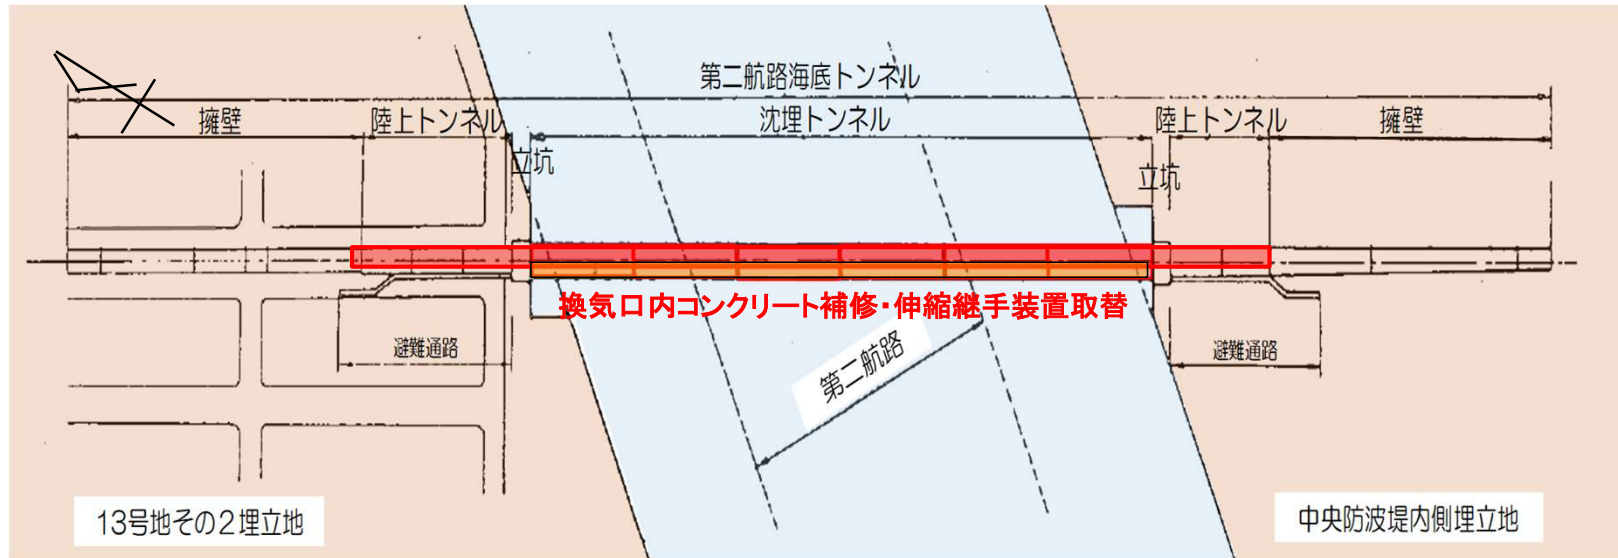 第二航路海底トンネル
擁壁
陸上トンネル
沈埋トンネル
陸上トンネル
擁壁
立坑
立坑
換気口内コンクリート補修・伸縮継手装置取替
避難通路
第二航路
避難通路
13号地その2埋立地
中央防波堤内側埋立地